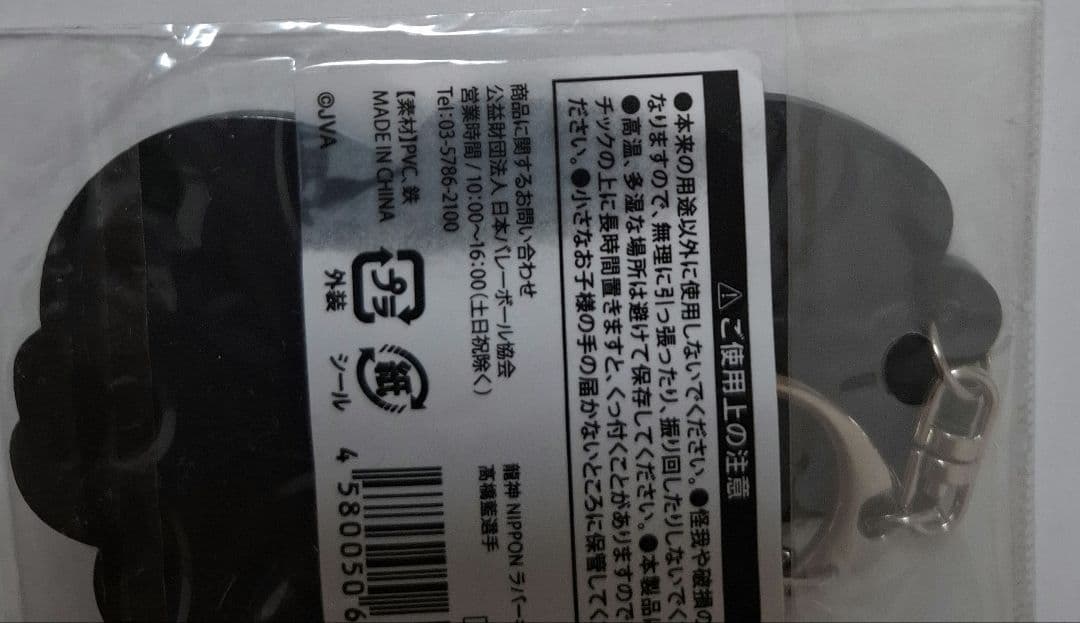 ⚠ご使用上の注意
●本来の用途以外に使用しないでください。●怪我や破損の
なりますので、無理に引っ張ったり、振り回したりしないでく
●高温、多湿な場所は避けて保存してください。●本製品
チックの上に長時間置きますと、くっ付くことがありますので
ださい。●小さなお子様の手の届かないところに保管してく
商品に関するお問い合わせ
公益財団法人 日本バレーボール協会
営業時間/10:00～16:00(土日祝除く)
Tel:03-5786-2100
【素材】PVC、鉄
MADE IN CHINA
©JVA
プラ
外装
紙
シール
龍神 NIPPON ラバー
髙橋藍選手
4 5800506